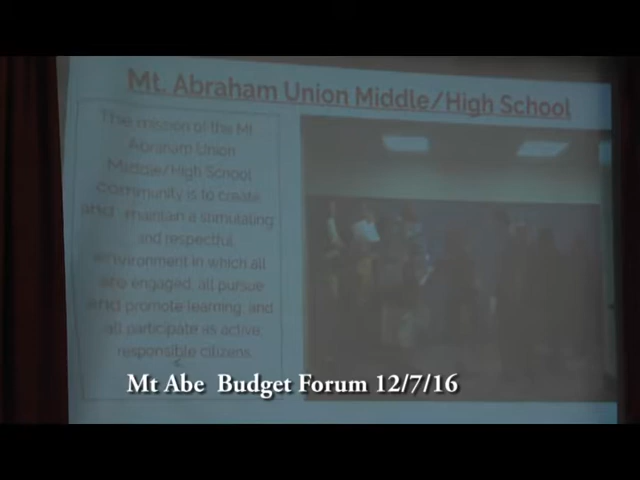 Mt. Abraham Union Middle/High School
The mission of the Mt
Abraham Union
Middle/High School
community is to create
and maintain a stimulating
and respectful
environment in which all
are engaged, all pursue
and promote learning, and
all participate as active,
responsible citizens.
Mt Abe Budget Forum 12/7/16